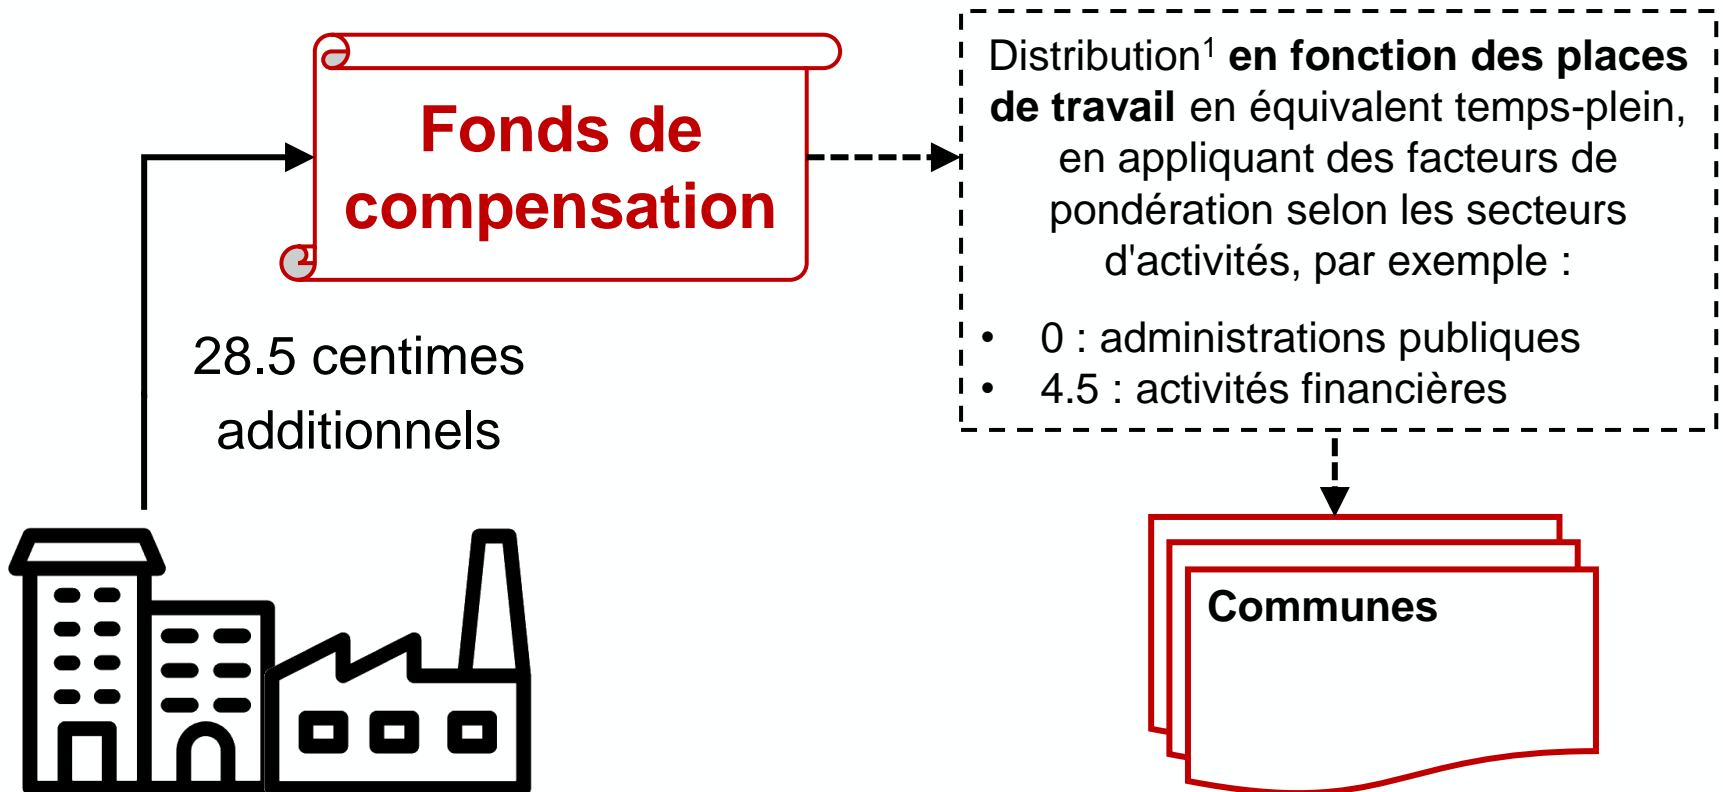 Fonds de
compensation
28.5 centimes
additionnels
Distribution¹ en fonction des places
de travail en équivalent temps-plein,
en appliquant des facteurs de
pondération selon les secteurs
d'activités, par exemple :
• 0 : administrations publiques
• 4.5 : activités financières
Communes